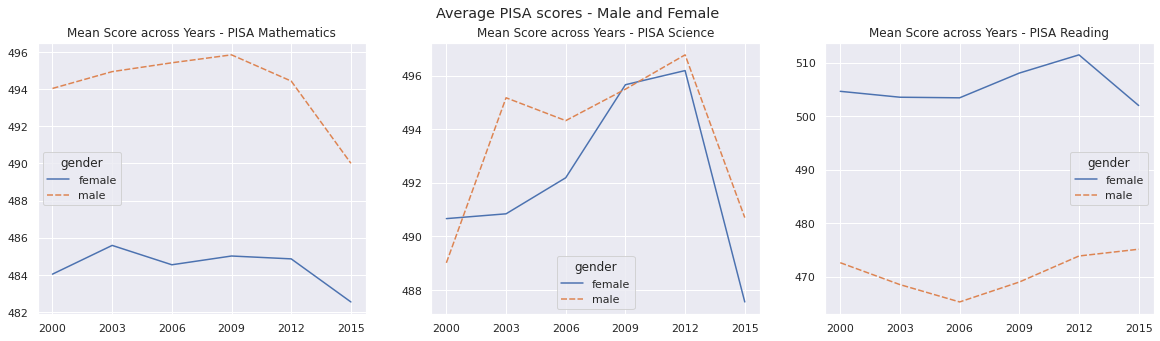 Average PISA scores - Male and Female
Mean Score across Years - PISA Mathematics
496
494
492
490
488
486
484
482
2000
2003
2006
2009
2012
2015
gender
female
male
Mean Score across Years - PISA Science
496
494
492
490
488
2000
2003
2006
2009
2012
2015
gender
female
male
Mean Score across Years - PISA Reading
510
500
490
480
470
2000
2003
2006
2009
2012
2015
gender
female
male